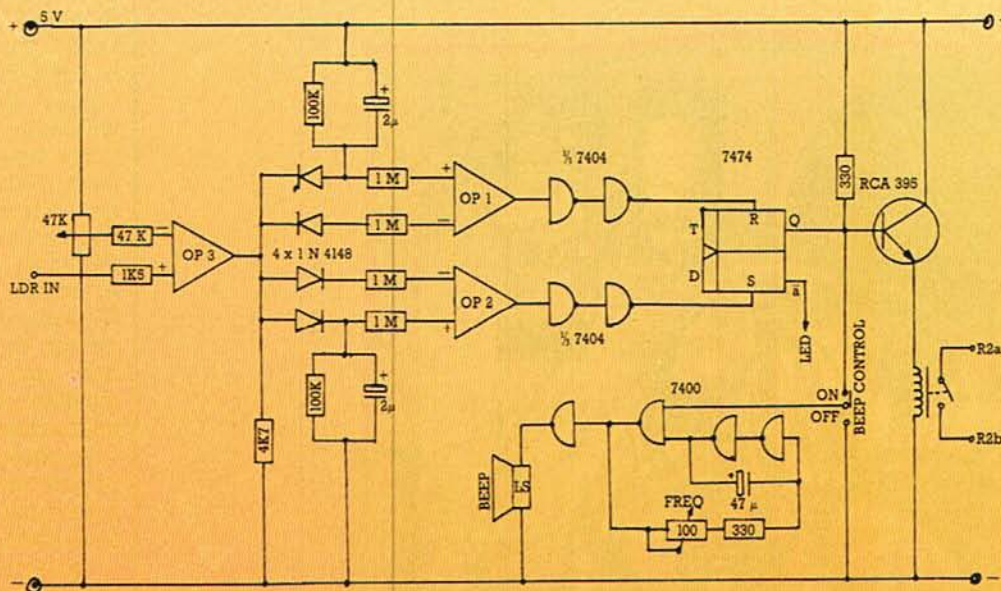 + 5 V
100K
+
2µ
⅓ 7404
7474
330
RCA 395
1 M
+
OP 1
R
Q
47K
47 K
−
OP 3
1 M
−
T
4 x 1 N 4148
LDR IN
1K5
+
1 M
−
OP 2
D
S
a
1 M
+
⅓ 7404
LED
100K
+
2µ
7400
ON
OFF
BEEP CONTROL
R2a
R2b
4K7
BEEP
LS
+
47 µ
FREQ
100
330
−
−